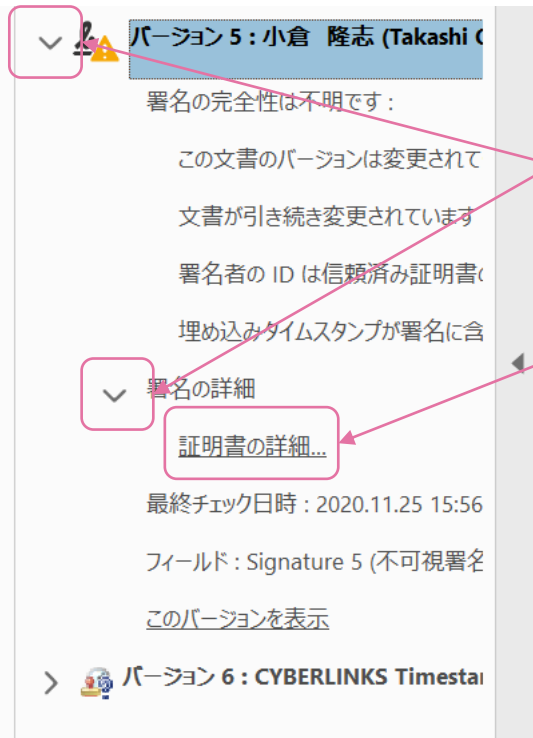 バージョン 5 : 小倉　隆志 (Takashi
署名の完全性は不明です :
この文書のバージョンは変更されて
文書が引き続き変更されています
署名者の ID は信頼済み証明書
埋め込みタイムスタンプが署名に含
署名の詳細
証明書の詳細...
最終チェック日時 : 2020.11.25 15:56
フィールド : Signature 5 (不可視署名
このバージョンを表示
バージョン 6 : CYBERLINKS Timesta